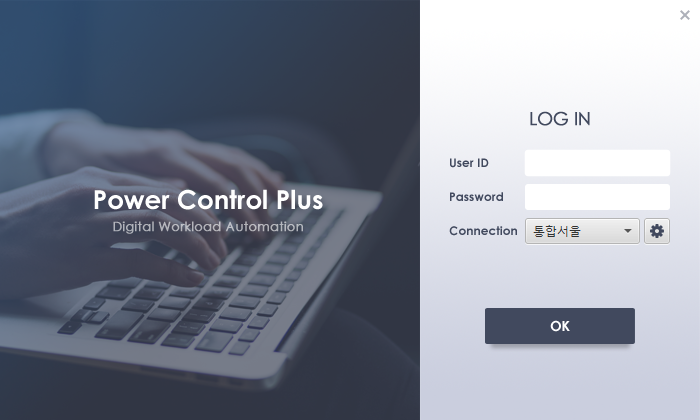 Power Control Plus
Digital Workload Automation
LOG IN
User ID
Password
Connection 통합서울
OK